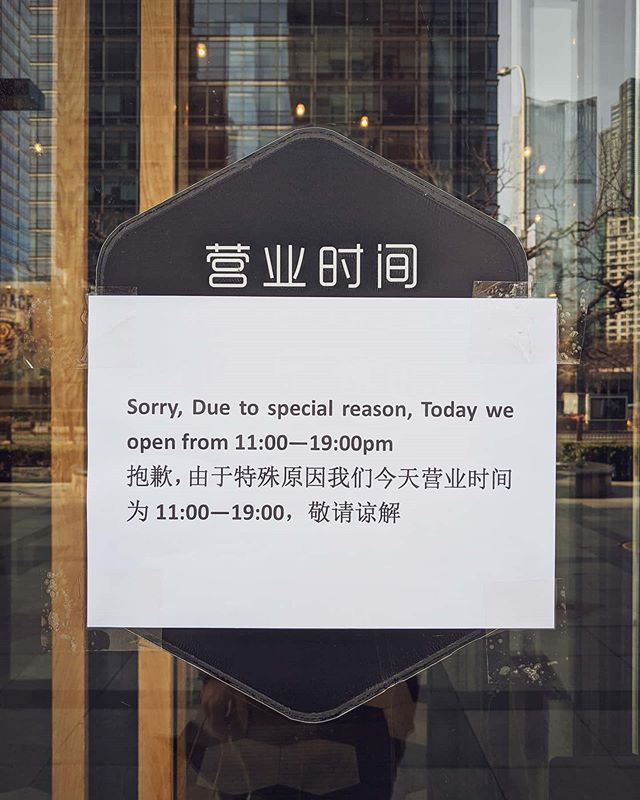 营业时间
Sorry, Due to special reason, Today we
open from 11:00—19:00pm
抱歉，由于特殊原因我们今天营业时间
为 11:00—19:00，敬请谅解